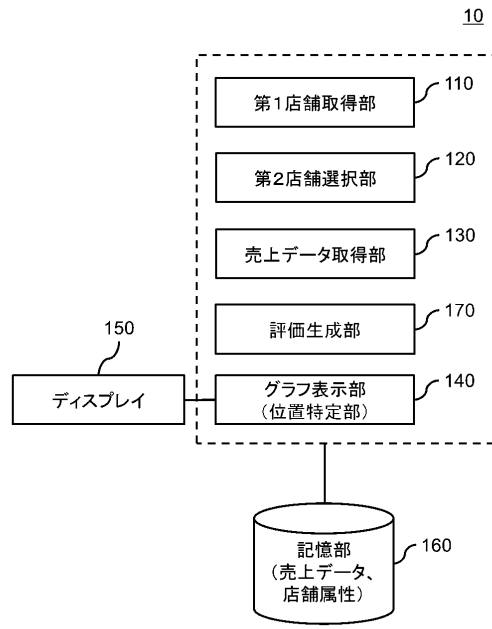 10
第1店舗取得部
110
第2店舗選択部
120
売上データ取得部
130
評価生成部
170
150
ディスプレイ
グラフ表示部
（位置特定部）
140
記憶部
（売上データ、
店舗属性）
160